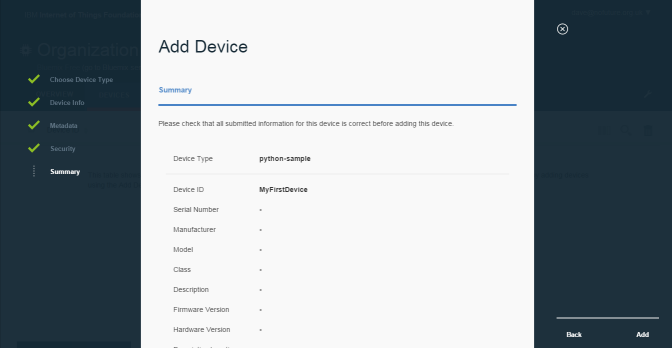 Organization
Add Device
Choose Device Type
Device Info
Metadata
Security
Summary
Summary
Please check that all submitted information for this device is correct before adding this device.
Device Type python-sample
Device ID MyFirstDevice
Serial Number -
Manufacturer -
Model -
Class -
Description -
Firmware Version -
Hardware Version -
Back Add